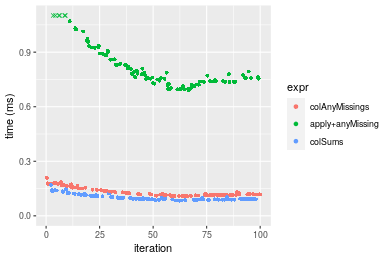 time (ms)
0.9
0.6
0.3
0.0
0
25
50
75
100
iteration
expr
colAnyMissings
apply+anyMissing
colSums